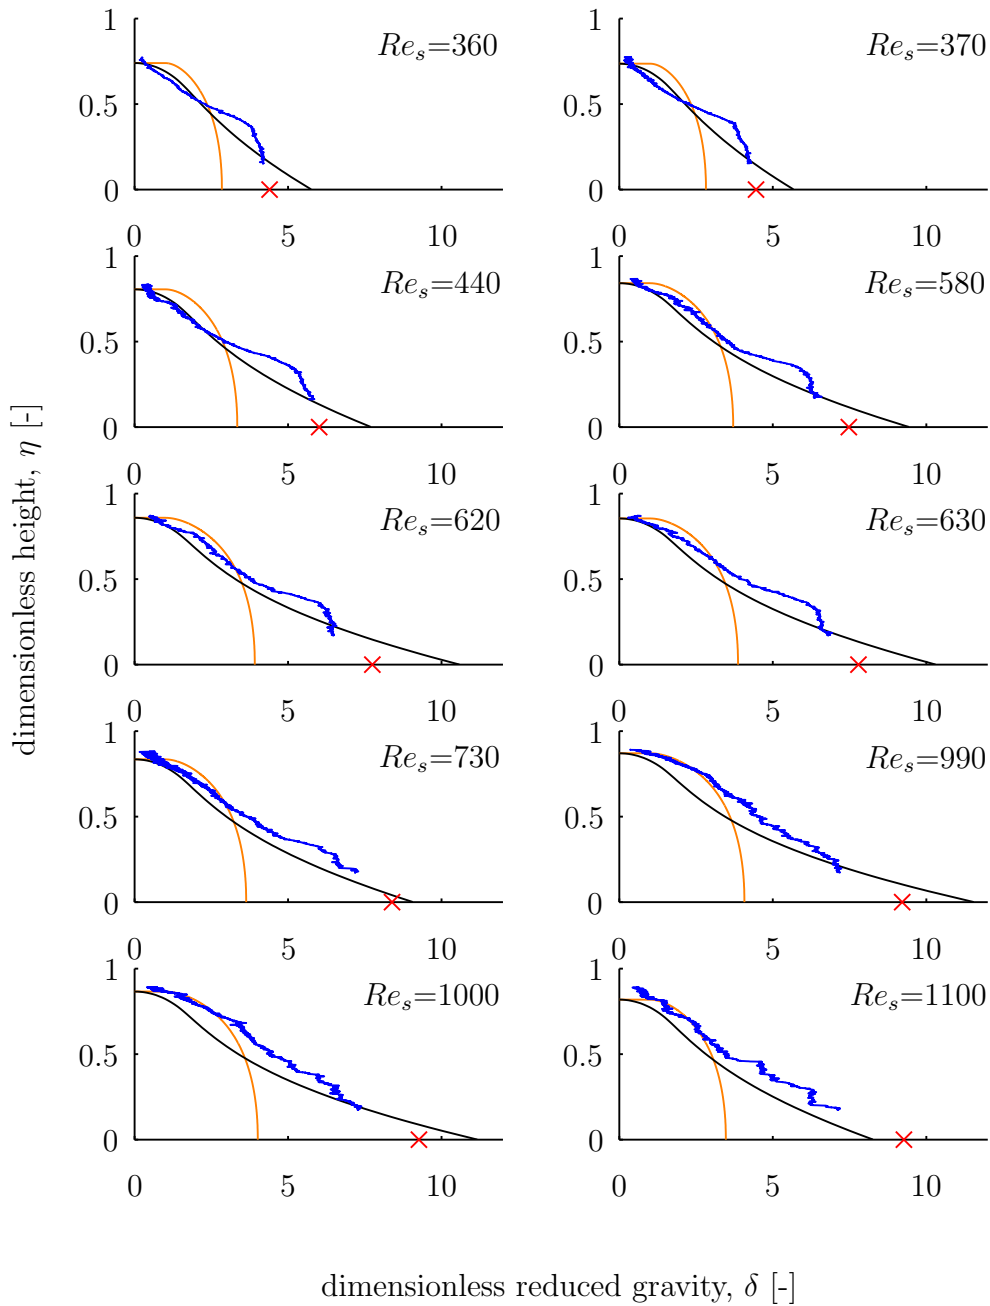 1
0.5
0
0 5 10
Re_s=360
1
0.5
0
0 5 10
Re_s=370
1
0.5
0
0 5 10
Re_s=440
1
0.5
0
0 5 10
Re_s=580
1
0.5
0
0 5 10
Re_s=620
1
0.5
0
0 5 10
Re_s=630
1
0.5
0
0 5 10
Re_s=730
1
0.5
0
0 5 10
Re_s=990
1
0.5
0
0 5 10
Re_s=1000
1
0.5
0
0 5 10
Re_s=1100
dimensionless height, η [-]
dimensionless reduced gravity, δ [-]